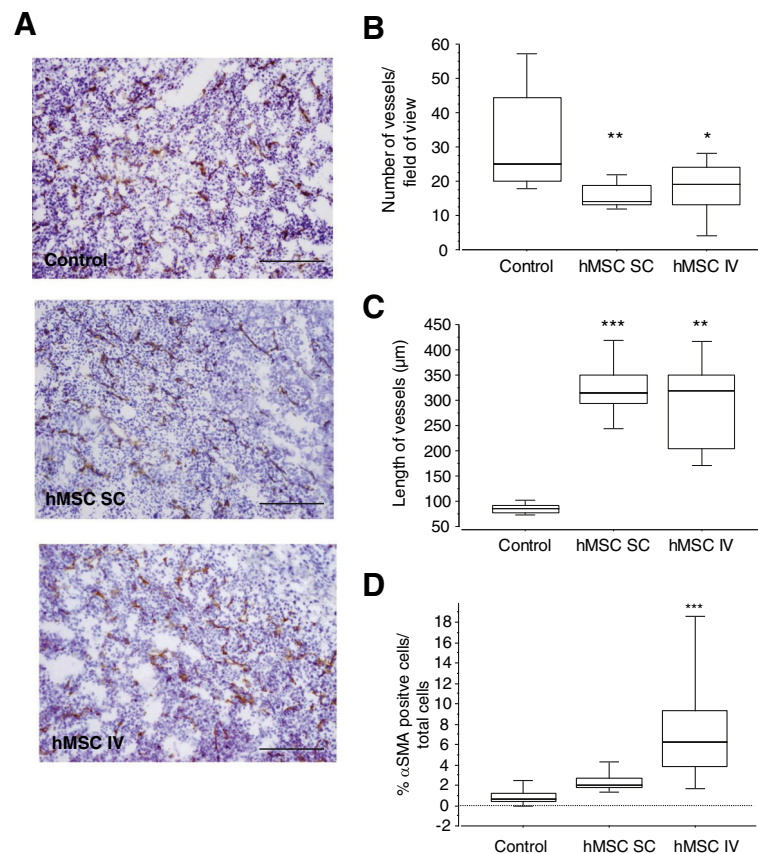 A
Control
hMSC SC
hMSC IV
B
Number of vessels/
field of view
60
50
40
30
20
10
0
**
*
Control
hMSC SC
hMSC IV
C
Length of vessels (µm)
450
400
350
300
250
200
150
100
50
***
**
Control
hMSC SC
hMSC IV
D
% αSMA positve cells/
total cells
18
16
14
12
10
8
6
4
2
0
-2
***
Control
hMSC SC
hMSC IV